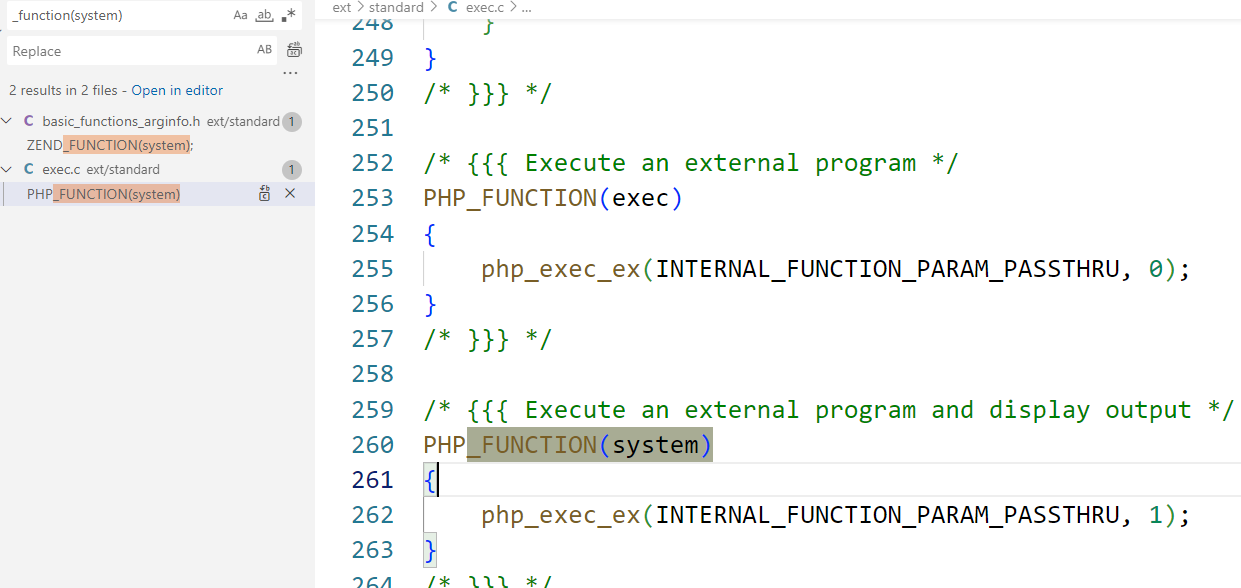 _function(system)
Aa ab .*
Replace
AB
...
2 results in 2 files - Open in editor
C basic_functions_arginfo.h ext/standard 1
ZEND_FUNCTION(system);
C exec.c ext/standard 1
PHP_FUNCTION(system)
ext > standard > C exec.c > ...
248 }
249 }
250 /* }}} */
251
252 /* {{{ Execute an external program */
253 PHP_FUNCTION(exec)
254 {
255 php_exec_ex(INTERNAL_FUNCTION_PARAM_PASSTHRU, 0);
256 }
257 /* }}} */
258
259 /* {{{ Execute an external program and display output */
260 PHP_FUNCTION(system)
261 {
262 php_exec_ex(INTERNAL_FUNCTION_PARAM_PASSTHRU, 1);
263 }
264 /* }}} */